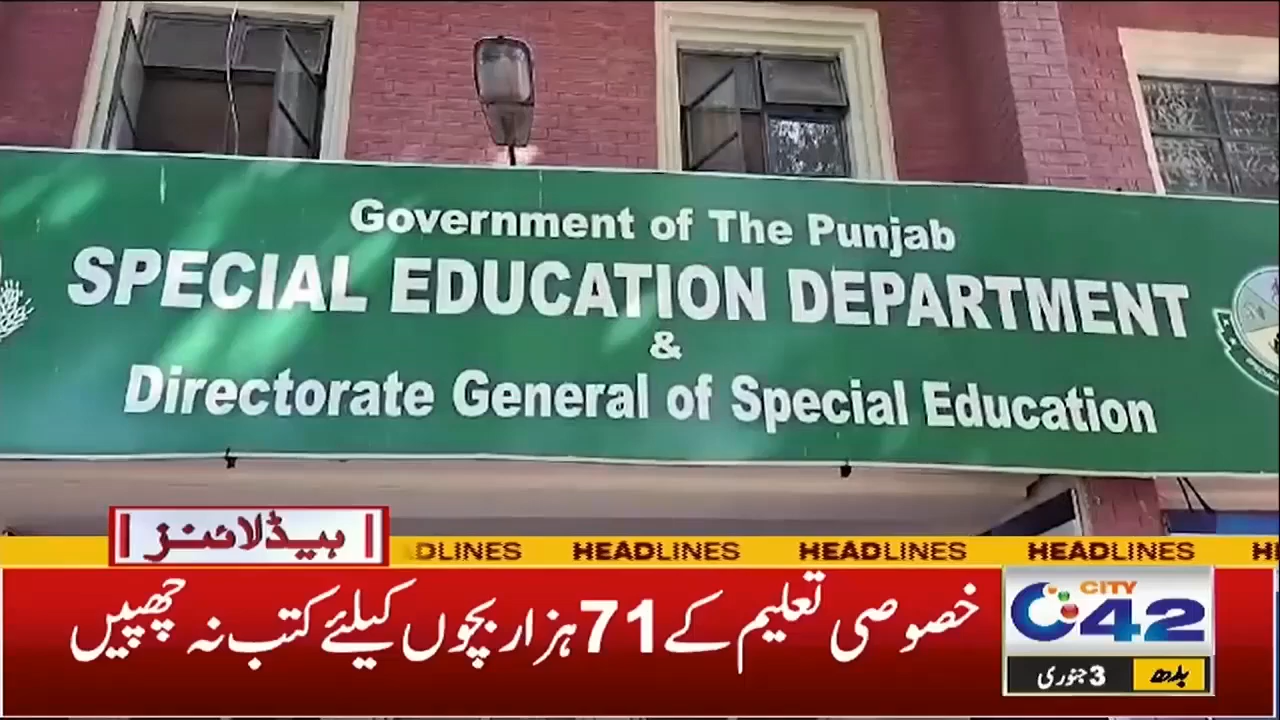 Government of The Punjab
SPECIAL EDUCATION DEPARTMENT
&
Directorate General of Special Education
ہیڈلائنز
DLINES HEADLINES HEADLINES HEADLINES
خصوصی تعلیم کے 71 ہزار بچوں کیلئے کتب نہ چھپیں
CITY
42
بدھ
3 جنوری